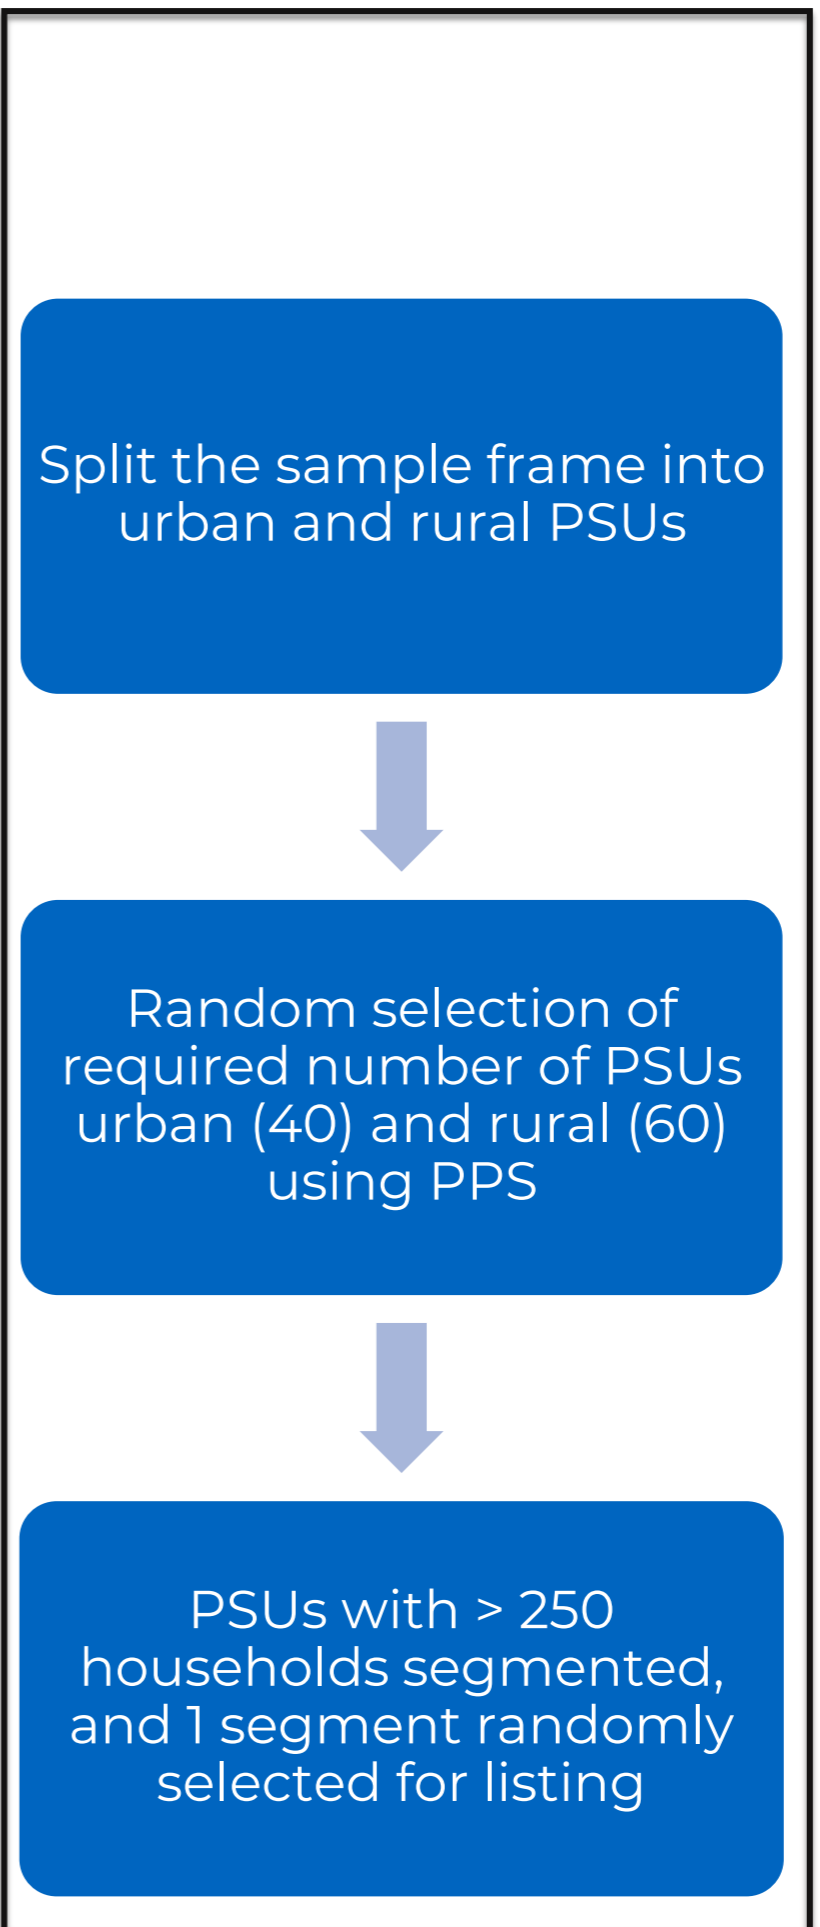 Split the sample frame into
urban and rural PSUs
Random selection of
required number of PSUs
urban (40) and rural (60)
using PPS
PSUs with > 250
households segmented,
and 1 segment randomly
selected for listing